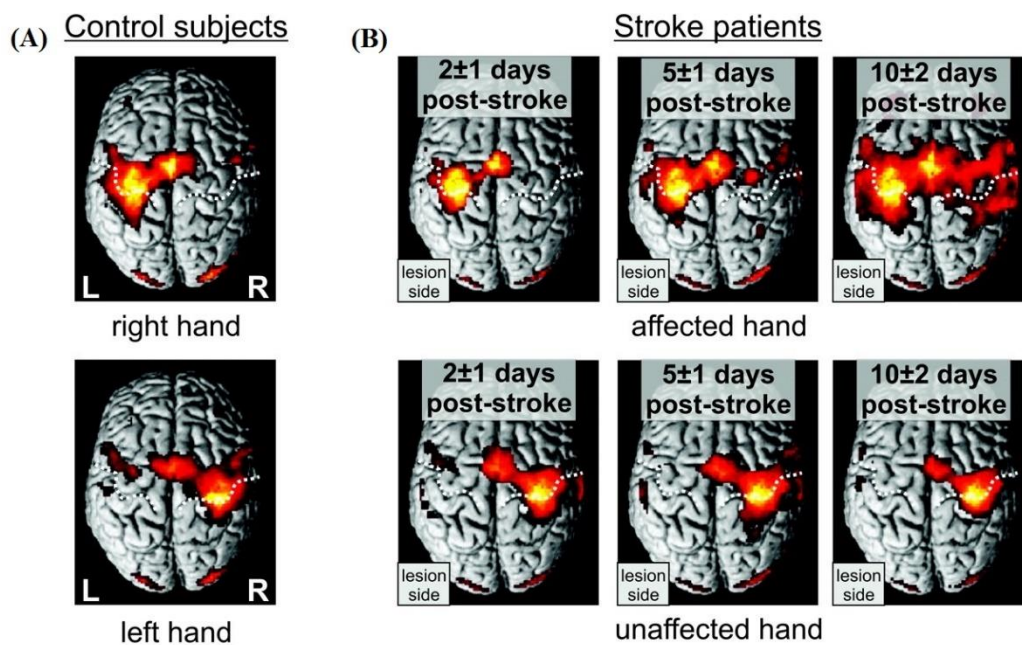 (A) Control subjects
(B) Stroke patients
2±1 days
post-stroke
5±1 days
post-stroke
10±2 days
post-stroke
L R
lesion
side
lesion
side
lesion
side
right hand
affected hand
2±1 days
post-stroke
5±1 days
post-stroke
10±2 days
post-stroke
L R
lesion
side
lesion
side
lesion
side
left hand
unaffected hand